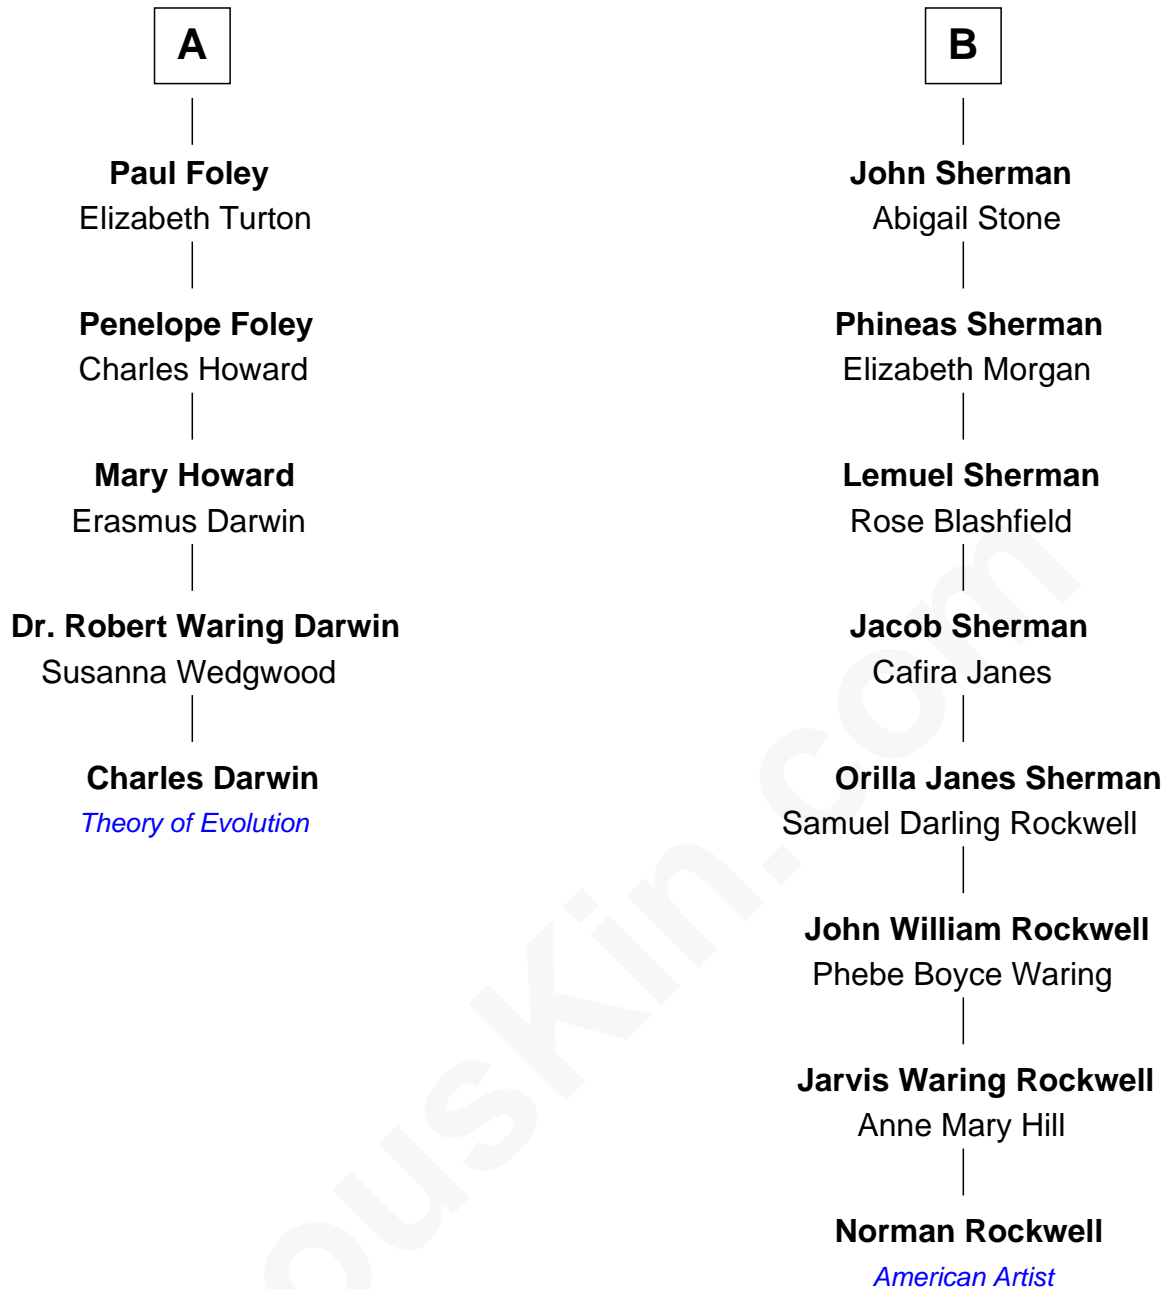 A
Paul Foley
Elizabeth Turton
Penelope Foley
Charles Howard
Mary Howard
Erasmus Darwin
Dr. Robert Waring Darwin
Susanna Wedgwood
Charles Darwin
Theory of Evolution
B
John Sherman
Abigail Stone
Phineas Sherman
Elizabeth Morgan
Lemuel Sherman
Rose Blashfield
Jacob Sherman
Cafira Janes
Orilla Janes Sherman
Samuel Darling Rockwell
John William Rockwell
Phebe Boyce Waring
Jarvis Waring Rockwell
Anne Mary Hill
Norman Rockwell
American Artist
ousKin.com